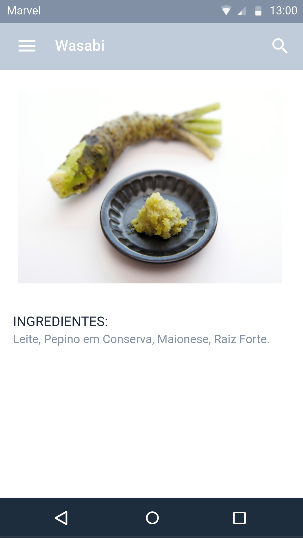 Marvel 13:00
Wasabi
INGREDIENTES:
Leite, Pepino em Conserva, Maionese, Raiz Forte.